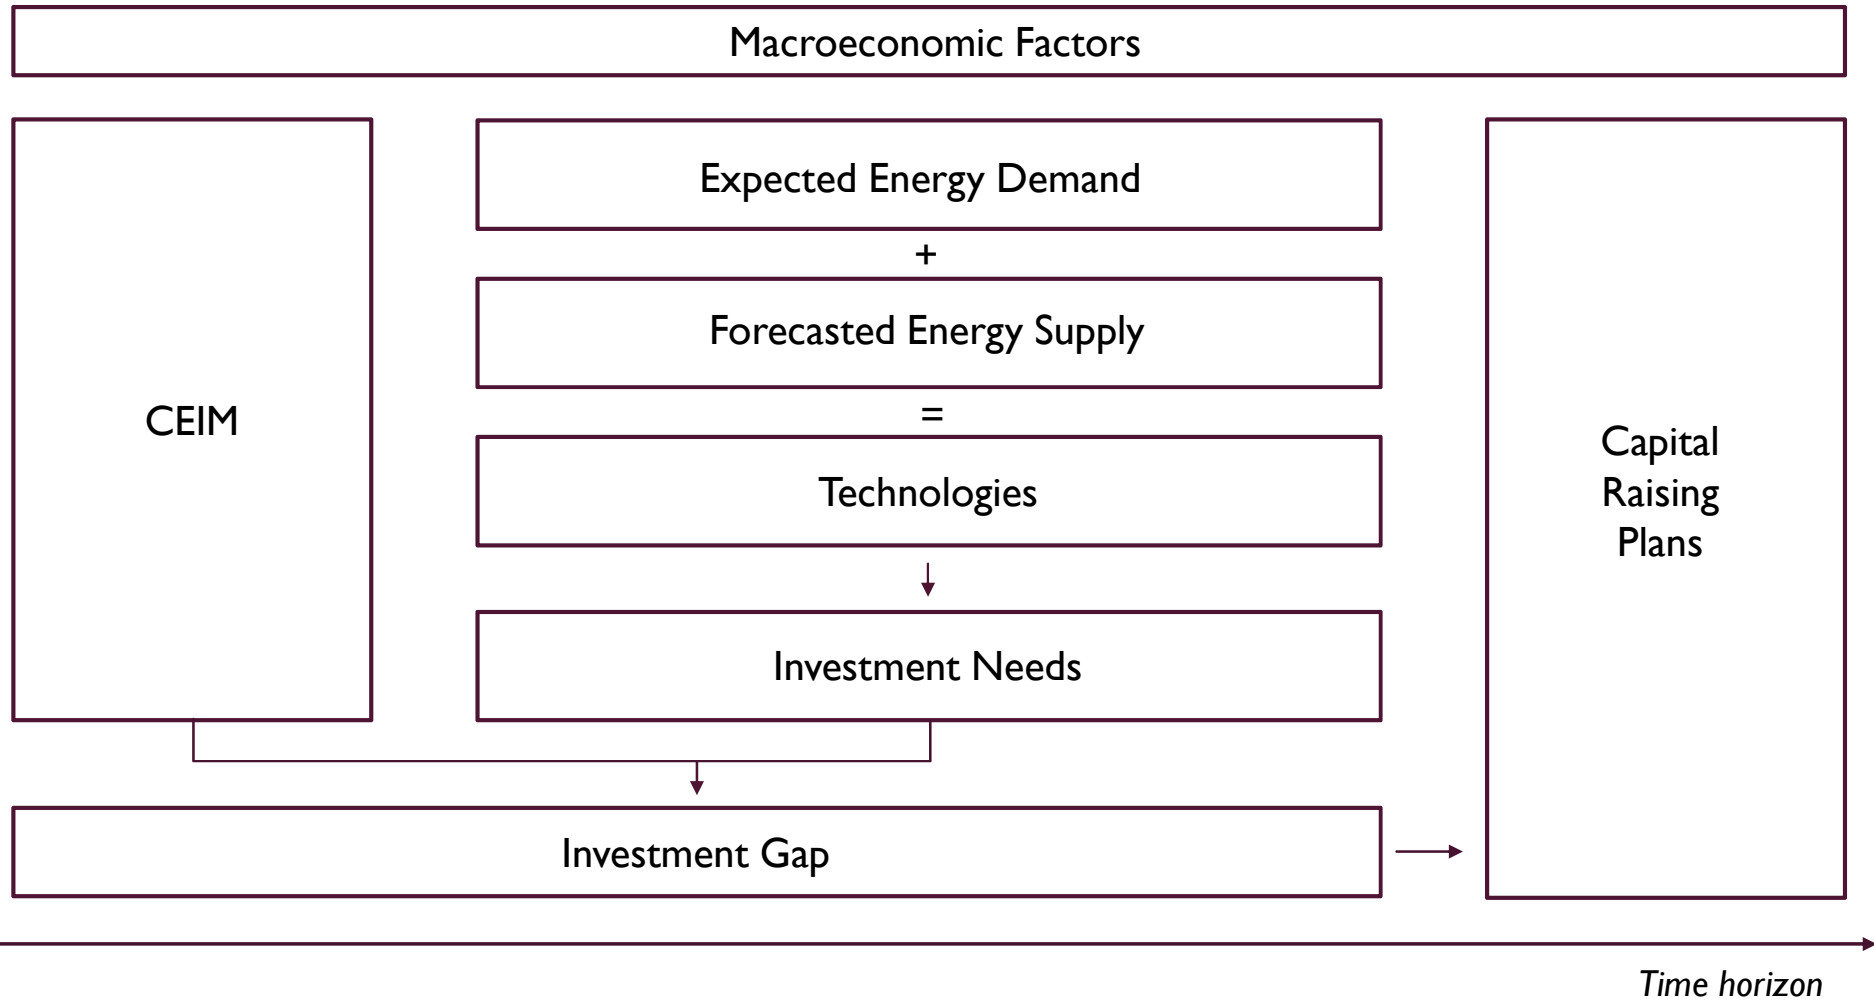 Macroeconomic Factors
CEIM
Expected Energy Demand
+
Forecasted Energy Supply
=
Technologies
Investment Needs
Investment Gap
Capital
Raising
Plans
Time horizon